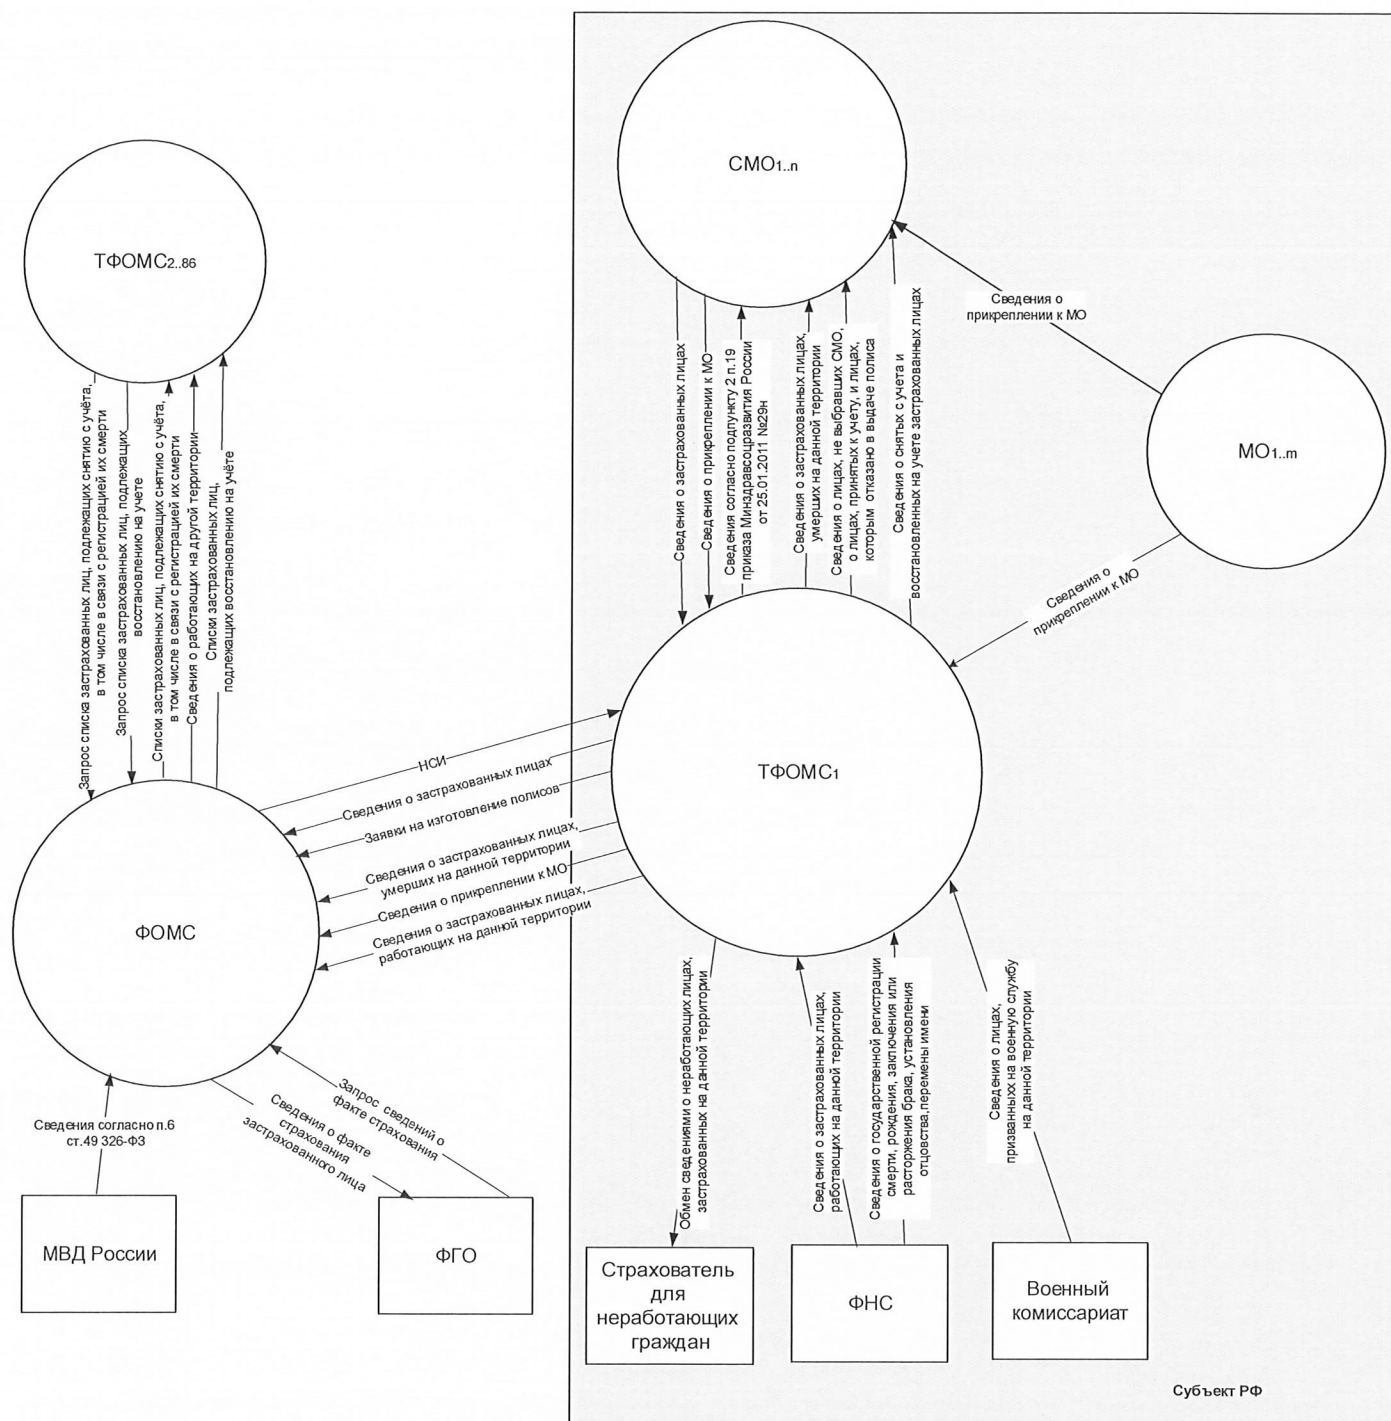 СМО1..n
ТФОМС2..86
Сведения о
прикреплении к МО
МО1..m
Сведения о застрахованных лицах
Сведения о прикреплении к МО
Сведения согласно подпункту 2 п.19
приказа Минздравсоцразвития России
от 25.01.2011 №29н
Сведения о застрахованных лицах,
умерших на данной территории
Сведения о лицах, не выбравших СМО,
о лицах, принятых к учету, и лицах,
которым отказано в выдаче полиса
Сведения о снятых с учета и
восстановленных на учете застрахованных лицах
Запрос списка застрахованных лиц, подлежащих снятию с учёта,
в том числе в связи с регистрацией их смерти
Запрос списка застрахованных лиц, подлежащих
восстановлению на учете
Списки застрахованных лиц, подлежащих снятию с учёта,
в том числе в связи с регистрацией их смерти
Сведения о работающих на другой территории
Списки застрахованных лиц,
подлежащих восстановлению на учёте
Сведения о
прикреплении к МО
ТФОМС1
НСИ
Сведения о застрахованных лицах
Заявки на изготовление полисов
Сведения о застрахованных лицах,
умерших на данной территории
Сведения о прикреплении к МО
Сведения о застрахованных лицах,
работающих на данной территории
ФОМС
Обмен сведениями о неработающих лицах,
застрахованных на данной территории
Сведения о застрахованных лицах,
работающих на данной территории
Сведения о государственной регистрации
смерти, рождения, заключения или
расторжения брака, установления
отцовства,перемены имени
Сведения о лицах,
призванныхх на военную службу
на данной территории
Сведения согласно п.6
ст.49 326-ФЗ
Сведения о факте
страхования
застрахованного лица
Запрос сведений о
факте страхования
МВД России
ФГО
Страхователь
для
неработающих
граждан
ФНС
Военный
комиссариат
Субъект РФ